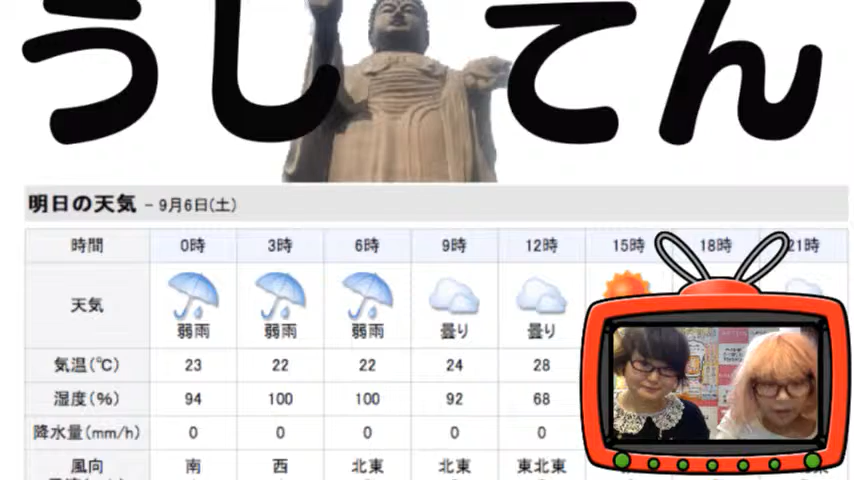 うしてん
明日の天気 - 9月6日(土)
時間 0時 3時 6時 9時 12時 15時 18時 21時
天気 弱雨 弱雨 弱雨 曇り 曇り
気温(℃) 23 22 22 24 28
湿度(%) 94 100 100 92 68
降水量(mm/h) 0 0 0 0 0
風向 南 西 北東 北東 東北東